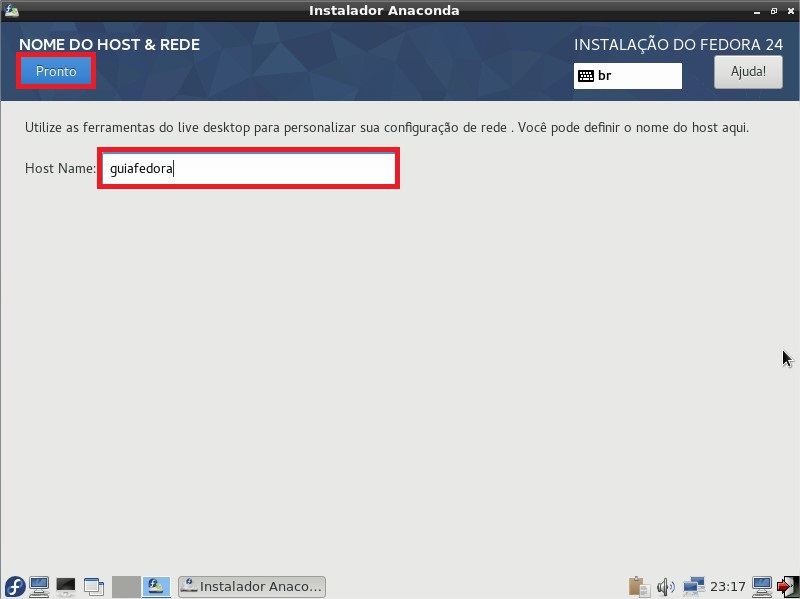 Instalador Anaconda
NOME DO HOST & REDE
INSTALAÇÃO DO FEDORA 24
Pronto
br
Ajuda!
Utilize as ferramentas do live desktop para personalizar sua configuração de rede . Você pode definir o nome do host aqui.
Host Name: guiafedora
Instalador Anaco...
23:17